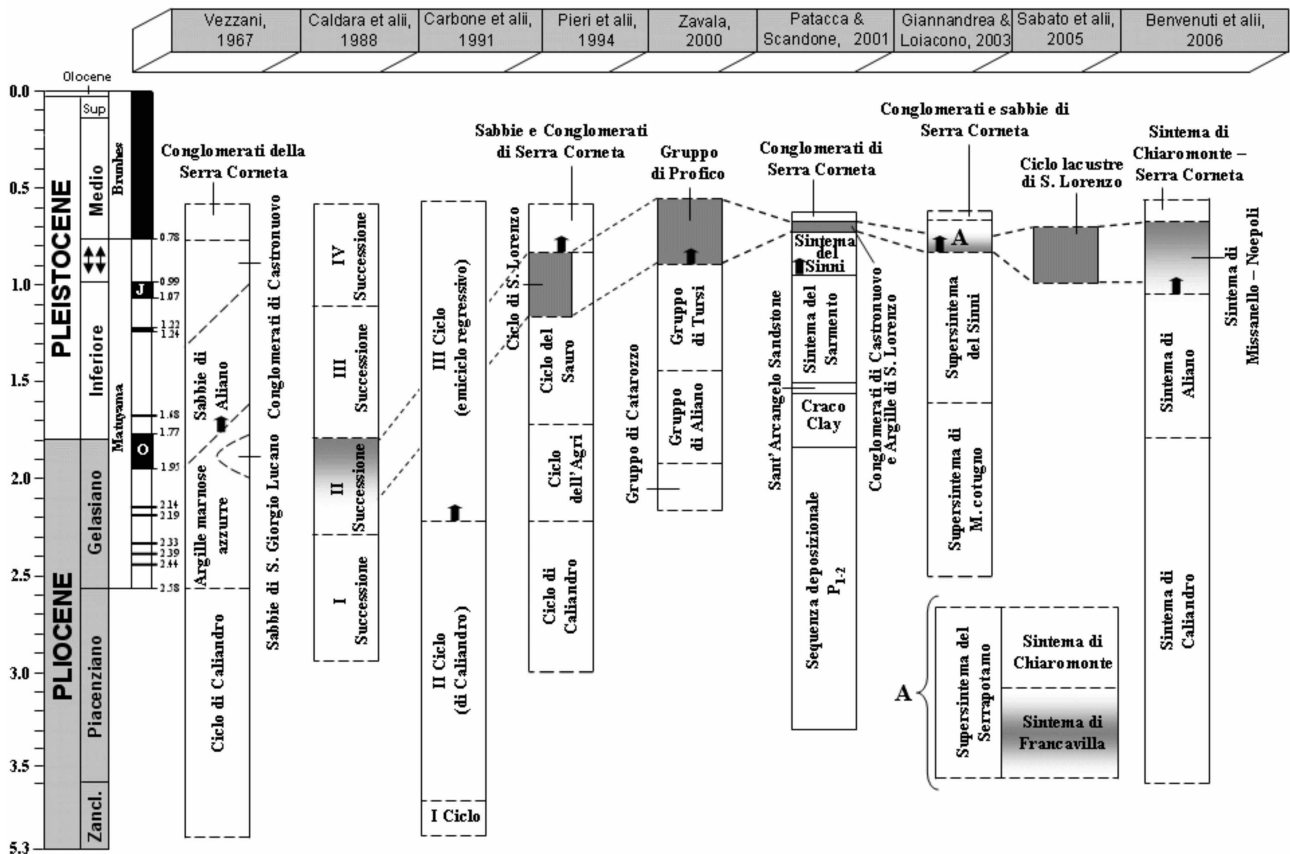 Vezzani,
1967
Caldara et alii,
1988
Carbone et alii,
1991
Pieri et alii,
1994
Zavala,
2000
Patacca &
Scandone, 2001
Giannandrea &
Loiacono, 2003
Sabato et alii,
2005
Benvenuti et alii,
2006
Olocene
0.0
0.5
1.0
1.5
2.0
2.5
3.0
3.5
5.3
PLEISTOCENE
PLIOCENE
Sup
Medio
Inferiore
Gelasiano
Piacenziano
Zancl.
Brunhes
Matuyama
J
O
0.78
0.99
1.07
1.68
1.77
1.95
2.14
2.19
2.33
2.39
2.44
2.58
Conglomerati della
Serra Corneta
Sabbie di
Aliano
Argille marnose
azzurre
Ciclo di Caliandro
Conglomerati di Castronuovo
Sabbie di S. Giorgio Lucano
IV
Successione
III
Successione
II
Successione
I
Successione
III Ciclo
(emiciclo regressivo)
II Ciclo
(di Caliandro)
I Ciclo
Sabbie e Conglomerati
di Serra Corneta
Ciclo di S. Lorenzo
Ciclo del
Sauro
Ciclo
dell'Agri
Ciclo di
Caliandro
Gruppo
di Profico
Gruppo
di Tursi
Gruppo
di Aliano
Gruppo di Catarozzo
Conglomerati di
Serra Corneta
Sintema
del
Sinni
Sintema del
Sarmento
Craco
Clay
Sequenza deposizionale
P1-2
Sant'Arcangelo Sandstone
Conglomerati di Castronuovo
e Argille di S. Lorenzo
Conglomerati e sabbie di
Serra Corneta
A
Supersintema
del Sinni
Supersintema di
M. cotugno
Ciclo lacustre
di S. Lorenzo
Sintema di
Chiaromonte –
Serra Corneta
Sintema di
Missanello – Noepoli
Sintema di
Aliano
Sintema di
Caliandro
A
Supersintema del
Serrapotamo
Sintema di
Chiaromonte
Sintema di
Francavilla